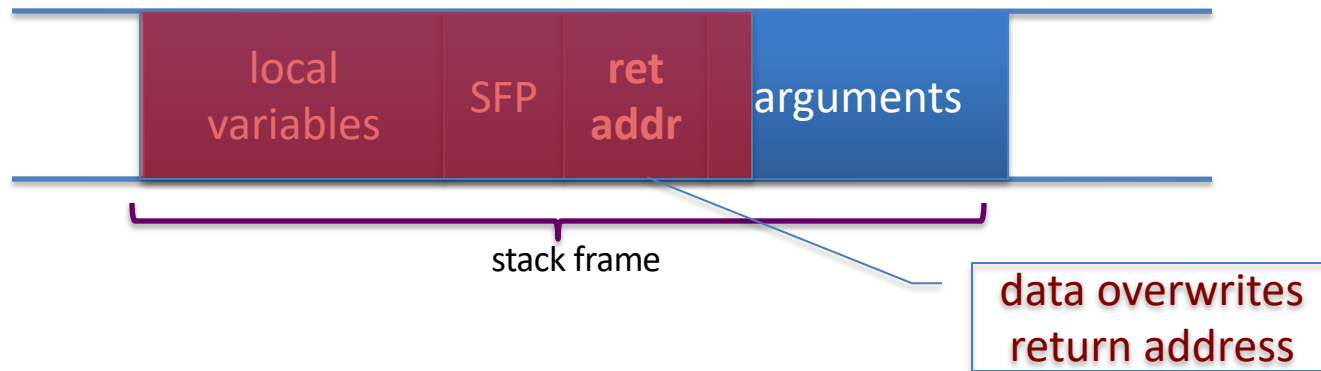 local
variables
SFP
ret
addr
arguments
stack frame
data overwrites
return address